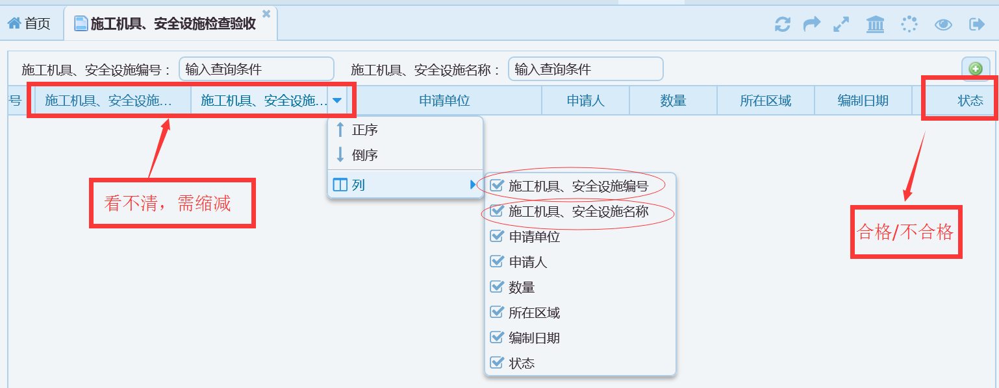 首页
施工机具、安全设施检查验收
施工机具、安全设施编号：
输入查询条件
施工机具、安全设施名称：
输入查询条件
号
施工机具、安全设施...
施工机具、安全设施...
申请单位
申请人
数量
所在区域
编制日期
状态
正序
倒序
列
施工机具、安全设施编号
施工机具、安全设施名称
申请单位
申请人
数量
所在区域
编制日期
状态
看不清，需缩减
合格/不合格